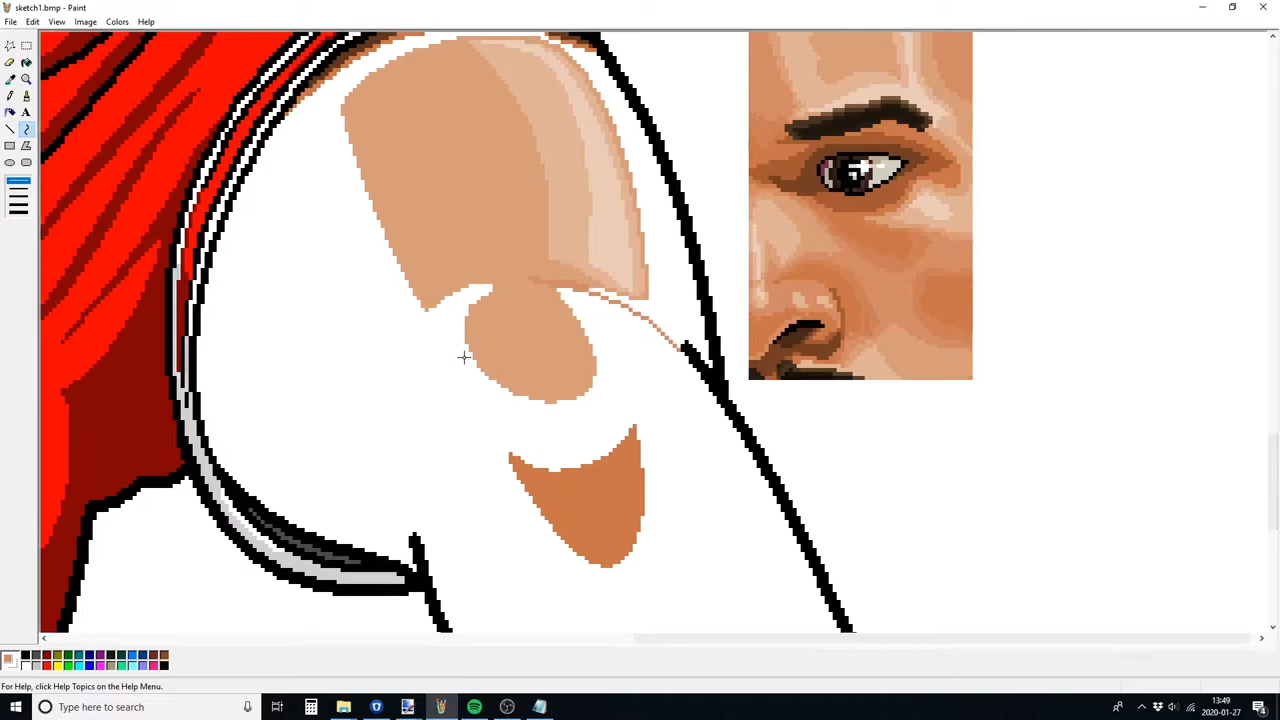 sketch1.bmp - Paint
File Edit View Image Colors Help
For Help, click Help Topics on the Help Menu.
Type here to search
13:49
2020-01-27